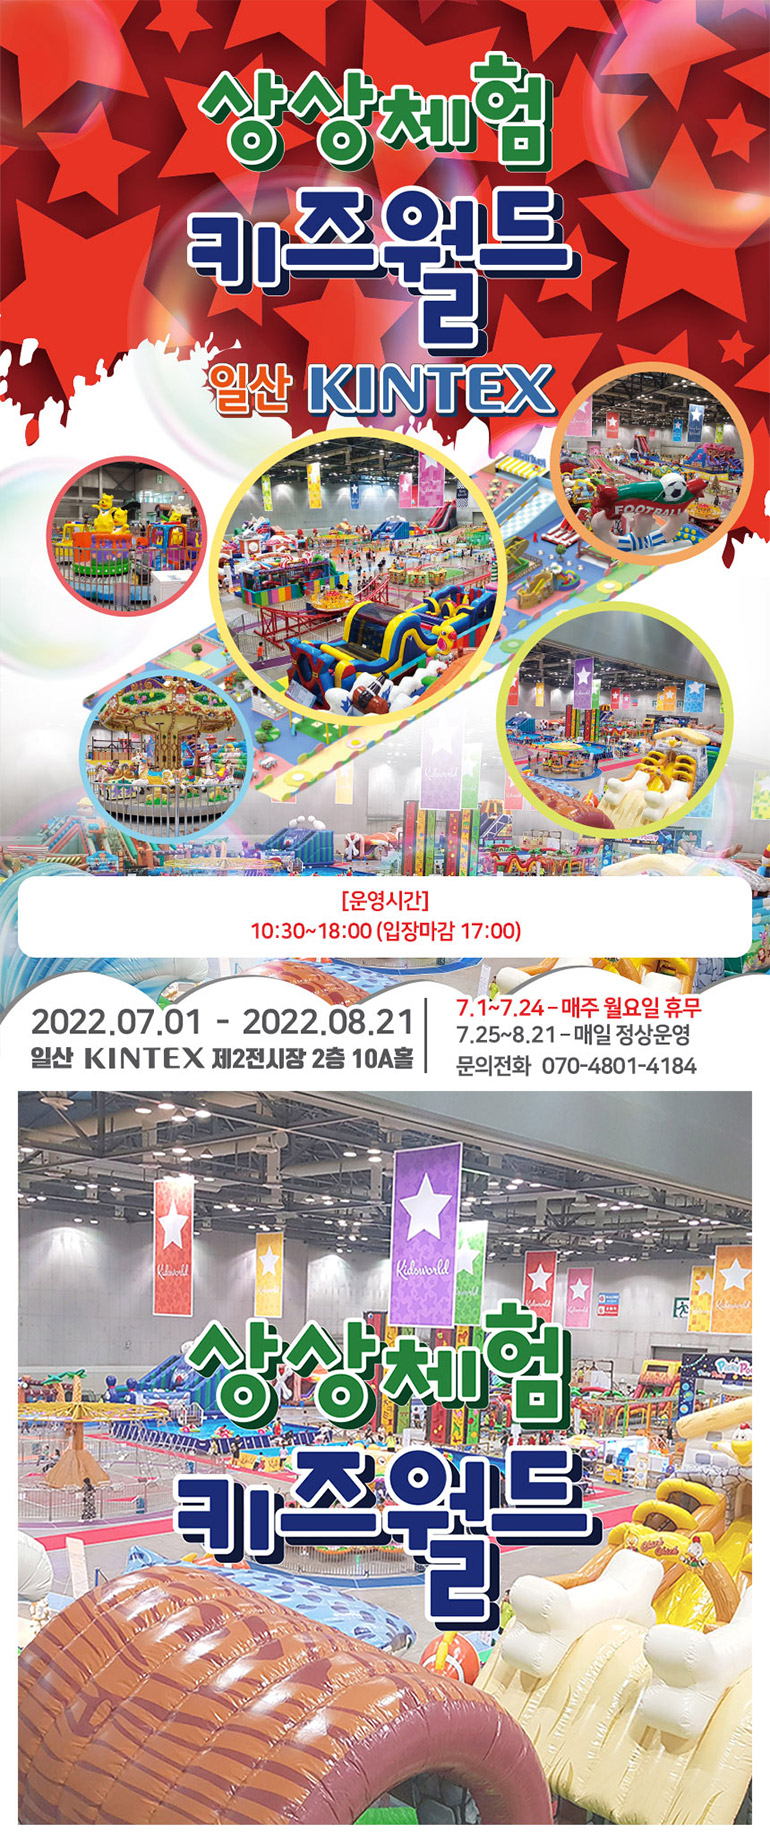 상상체험
키즈월드
일산 KINTEX
FOOTBALL
Kidsworld
[운영시간]
10:30~18:00 (입장마감 17:00)
2022.07.01 - 2022.08.21
일산 KINTEX 제2전시장 2층 10A홀
7.1~7.24 – 매주 월요일 휴무
7.25~8.21 – 매일 정상운영
문의전화 070-4801-4184
Kidsworld
Kidsworld
상상체험
키즈월드